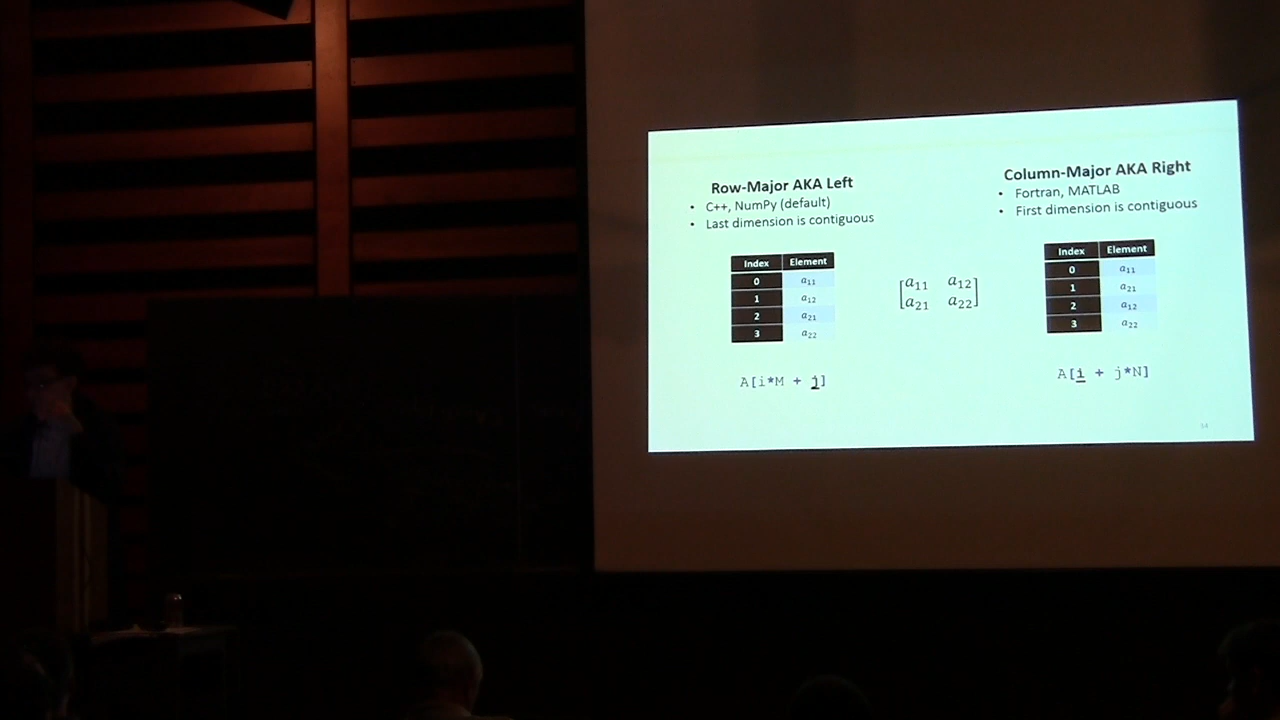 Row-Major AKA Left
• C++, NumPy (default)
• Last dimension is contiguous
Index Element
0 a₁₁
1 a₁₂
2 a₂₁
3 a₂₂
A[i*M + j]
[a₁₁ a₁₂
a₂₁ a₂₂]
Column-Major AKA Right
• Fortran, MATLAB
• First dimension is contiguous
Index Element
0 a₁₁
1 a₂₁
2 a₁₂
3 a₂₂
A[i + j*N]